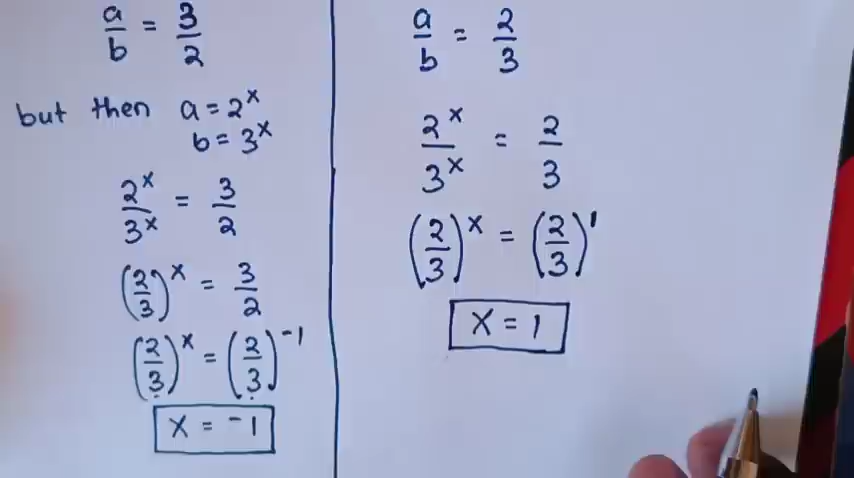 a/b = 3/2
but then a = 2^x
b = 3^x
2^x/3^x = 3/2
(2/3)^x = 3/2
(2/3)^x = (2/3)^-1
x = -1
a/b = 2/3
2^x/3^x = 2/3
(2/3)^x = (2/3)^1
x = 1